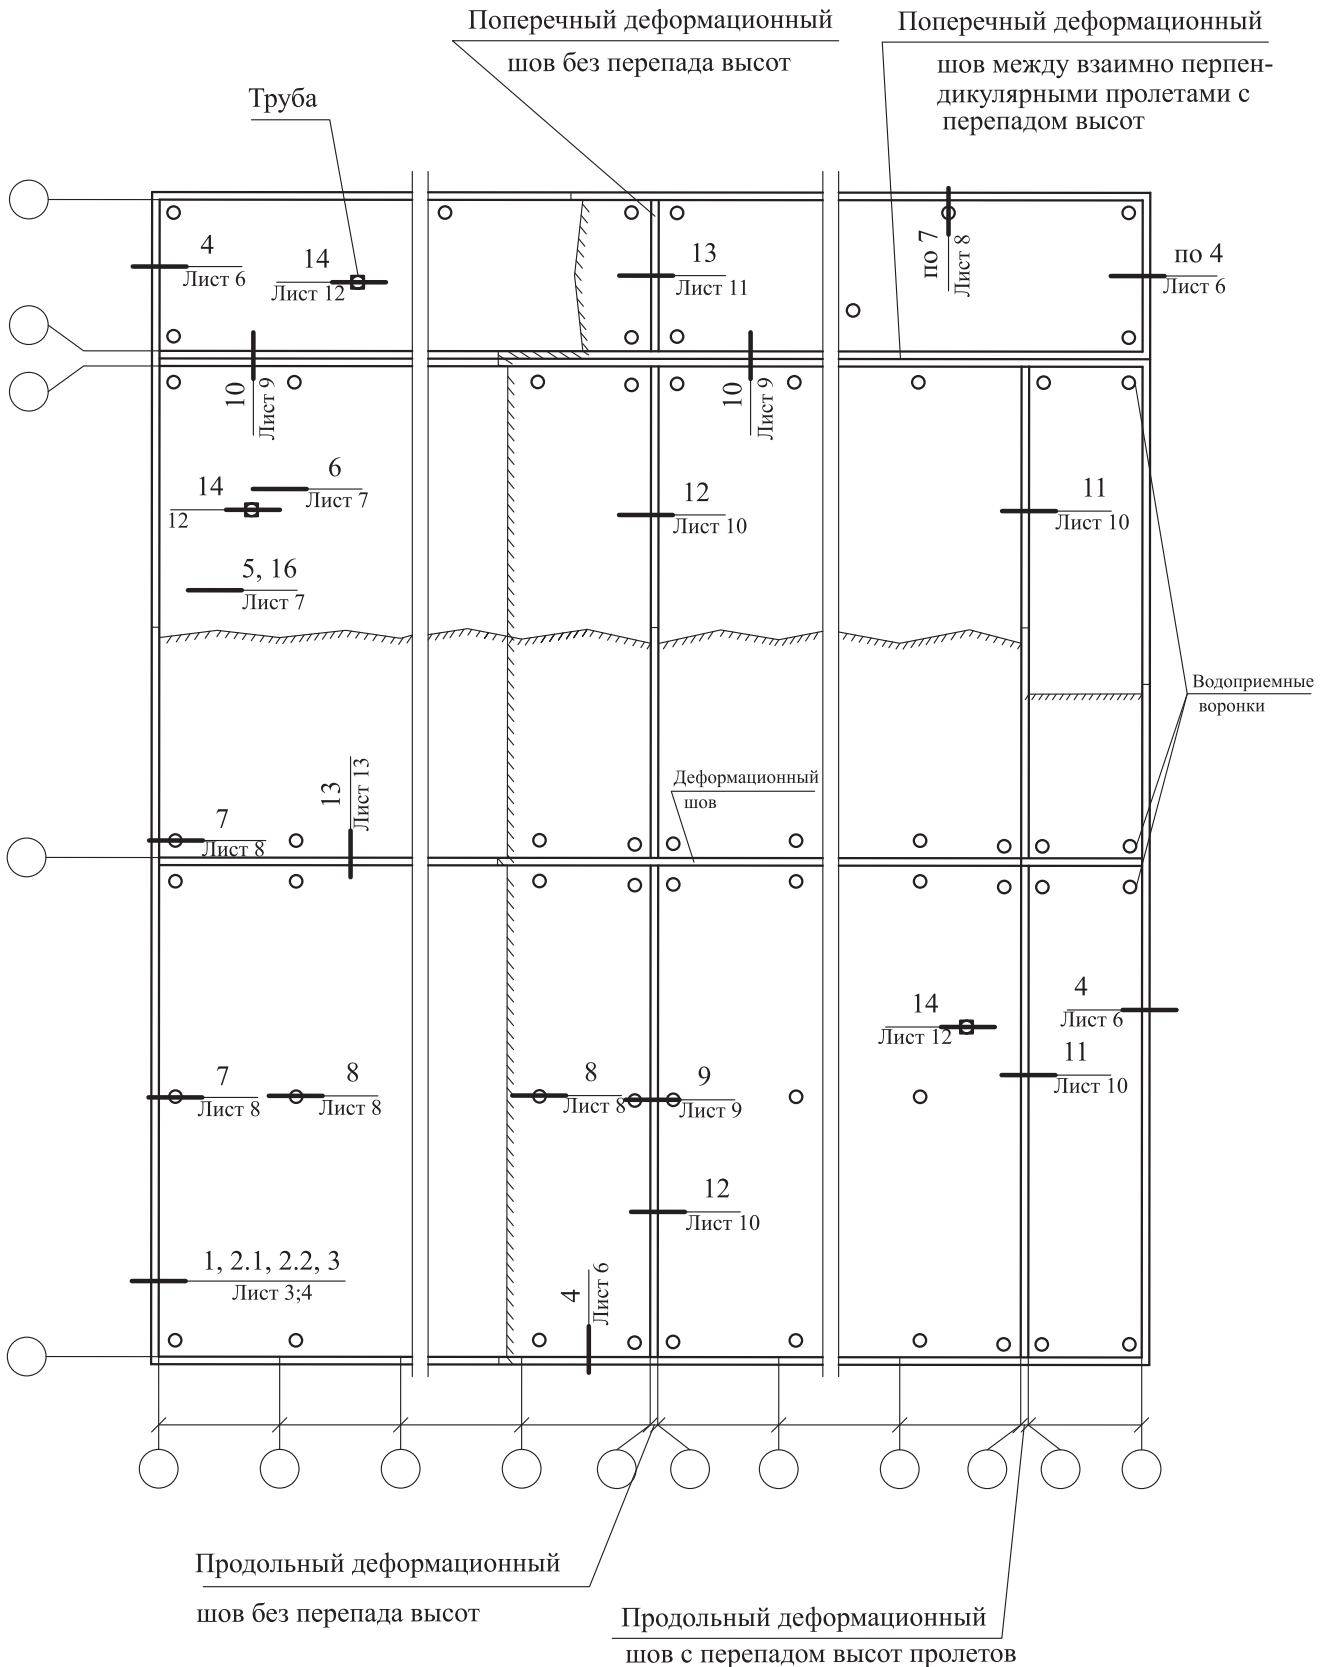 Поперечный деформационный
шов без перепада высот
Поперечный деформационный
шов между взаимно перпен-
дикулярными пролетами с
перепадом высот
Труба
4
Лист 6
14
Лист 12
13
Лист 11
по 7
Лист 8
по 4
Лист 6
10
Лист 9
10
Лист 9
6
Лист 7
14
12
12
Лист 10
11
Лист 10
5, 16
Лист 7
Водоприемные
воронки
Деформационный
шов
13
Лист 13
7
Лист 8
14
Лист 12
4
Лист 6
11
Лист 10
7
Лист 8
8
Лист 8
8
Лист 8
9
Лист 9
12
Лист 10
1, 2.1, 2.2, 3
Лист 3;4
4
Лист 6
Продольный деформационный
шов без перепада высот
Продольный деформационный
шов с перепадом высот пролетов